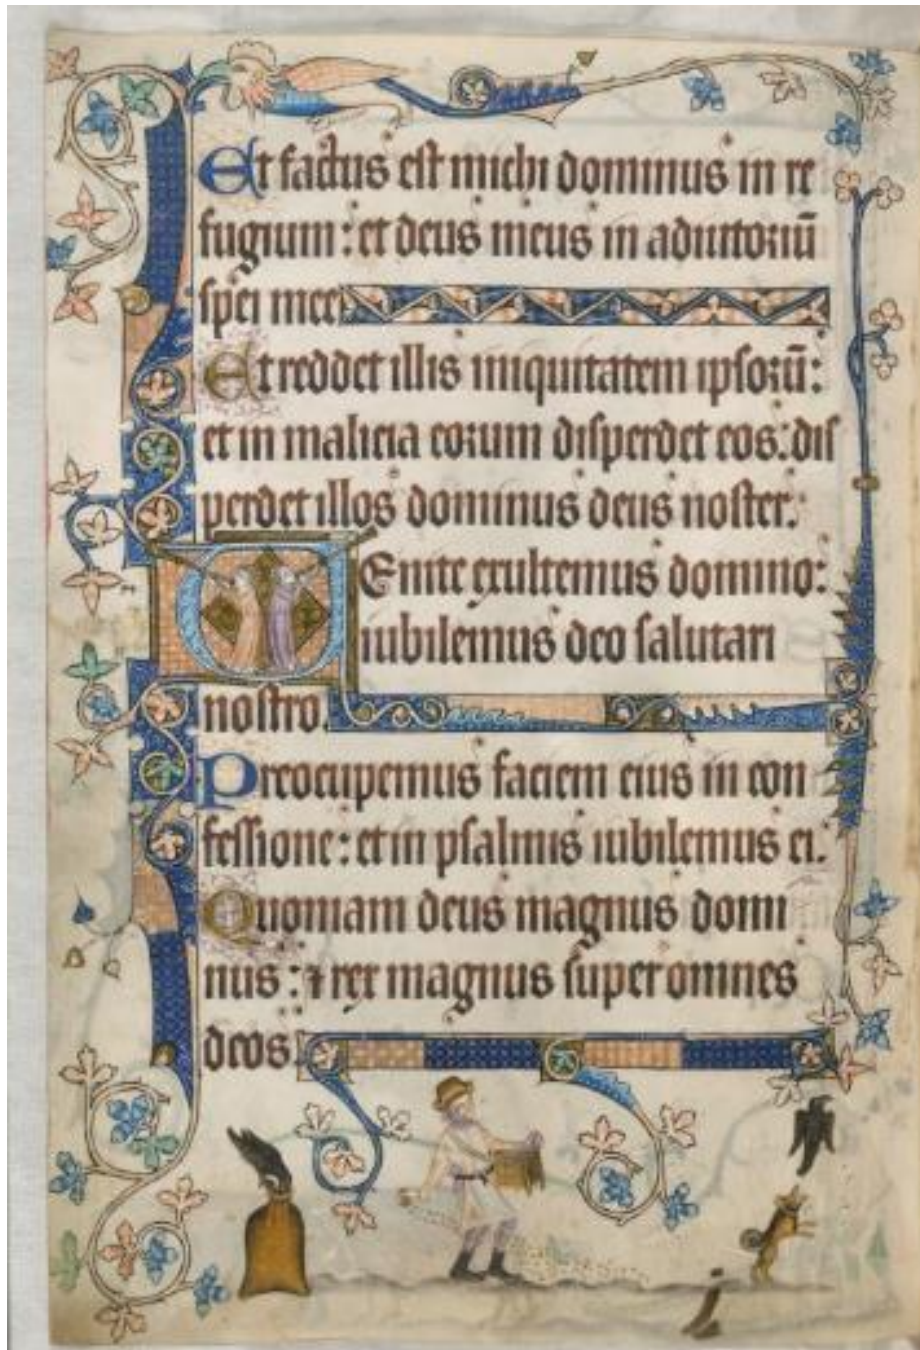 Et factus est michi dominus in re
fugium : et deus meus in adiutoriū
spei mee
Et reddet illis iniquitatem ipsorū :
et in malicia eorum disperdet eos : dis
perdet illos dominus deus noster.
VEnite exultemus domino :
iubilemus deo salutari
nostro.
Preocupemus faciem eius in con
fessione : et in psalmis iubilemus ei.
Quoniam deus magnus domi
nus : ⁊ rex magnus super omnes
deos.